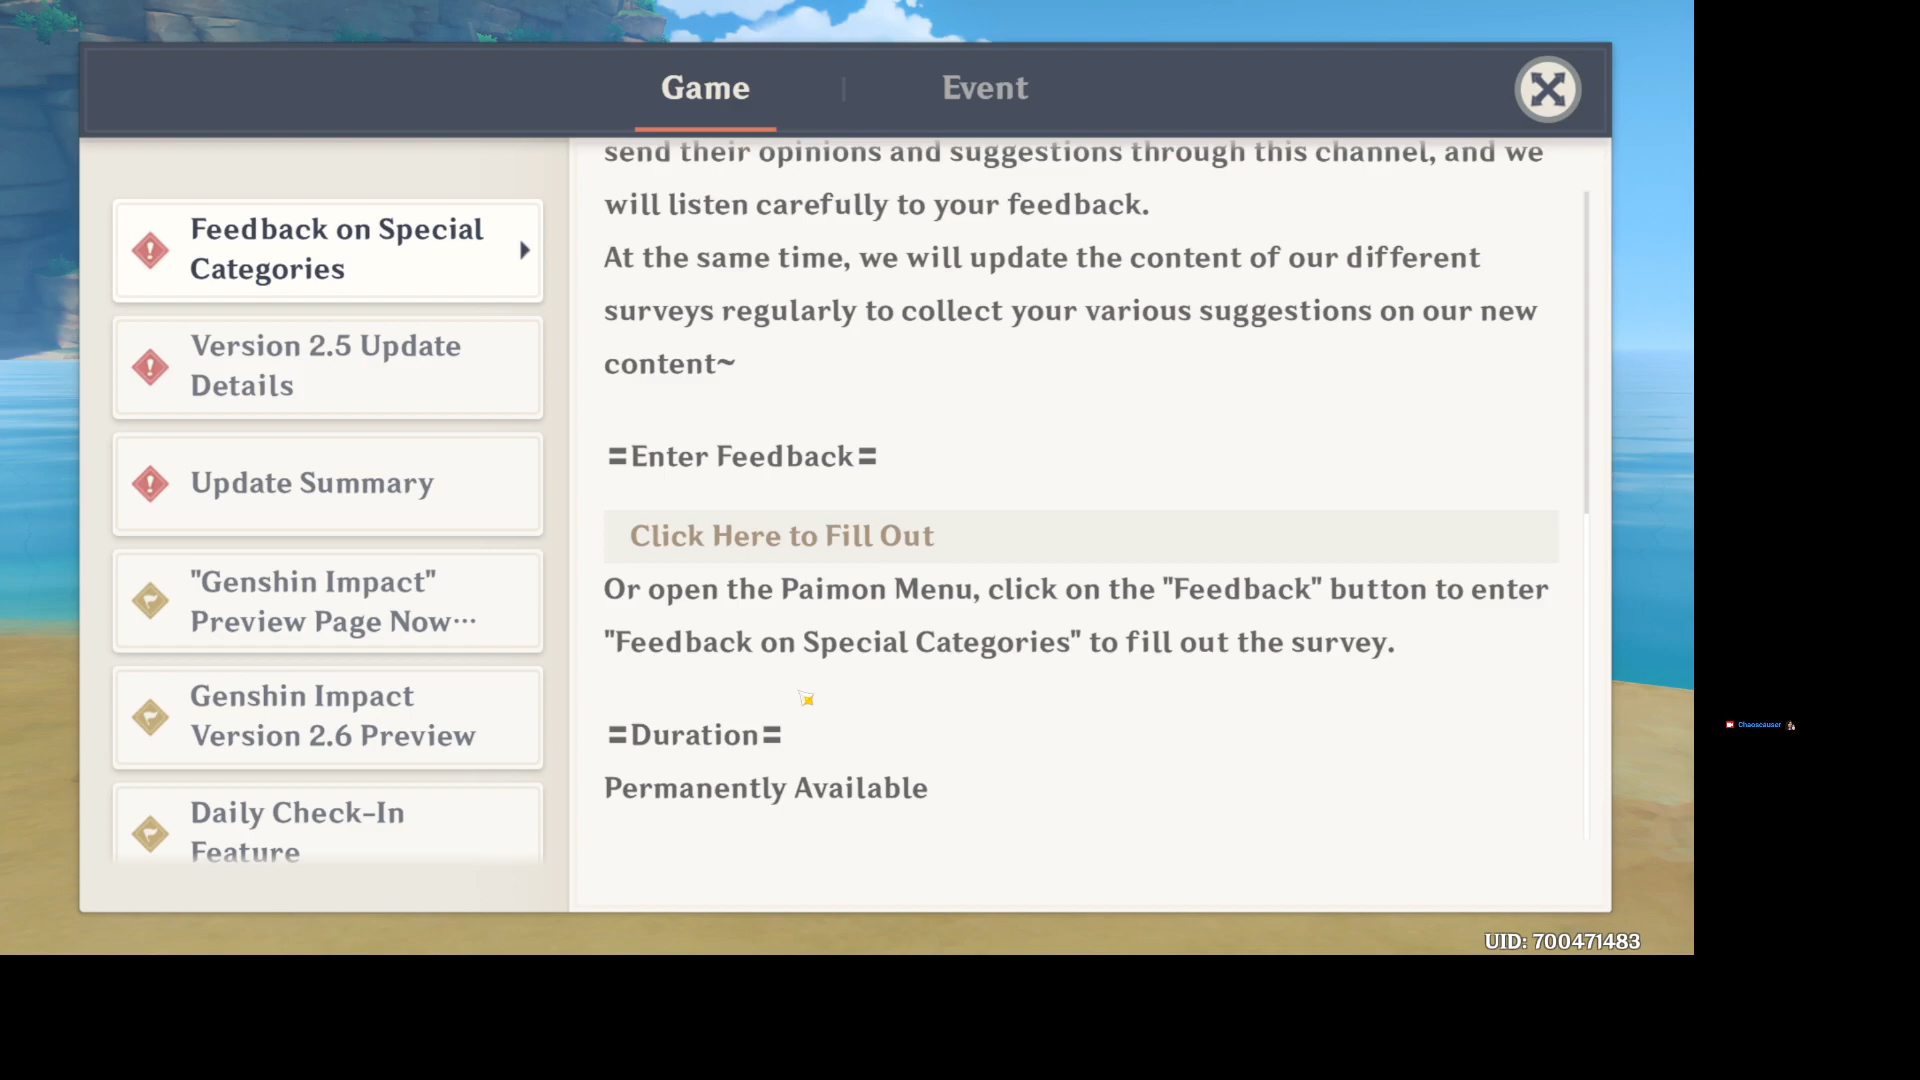 Game
Event
Feedback on Special
Categories
Version 2.5 Update
Details
Update Summary
"Genshin Impact"
Preview Page Now…
Genshin Impact
Version 2.6 Preview
Daily Check-In
Feature
send their opinions and suggestions through this channel, and we
will listen carefully to your feedback.
At the same time, we will update the content of our different
surveys regularly to collect your various suggestions on our new
content~
〓Enter Feedback〓
Click Here to Fill Out
Or open the Paimon Menu, click on the "Feedback" button to enter
"Feedback on Special Categories" to fill out the survey.
〓Duration〓
Permanently Available
Chaoscauser
UID: 700471483